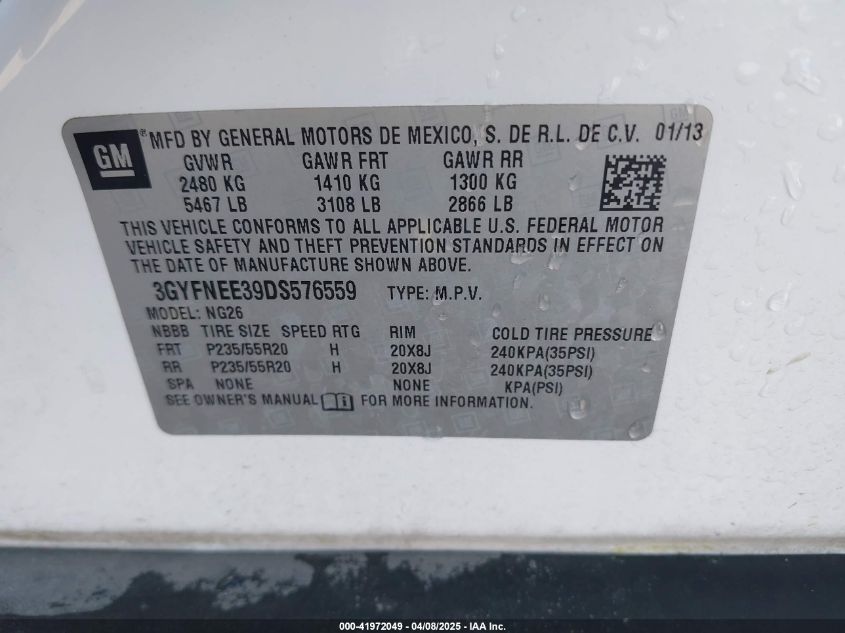 GM ® MFD BY GENERAL MOTORS DE MEXICO, S. DE R.L. DE C.V. 01/13
GVWR GAWR FRT GAWR RR
2480 KG 1410 KG 1300 KG
5467 LB 3108 LB 2866 LB
THIS VEHICLE CONFORMS TO ALL APPLICABLE U.S. FEDERAL MOTOR
VEHICLE SAFETY AND THEFT PREVENTION STANDARDS IN EFFECT ON
THE DATE OF MANUFACTURE SHOWN ABOVE.
3GYFNEE39DS576559 TYPE: M.P.V.
MODEL: NG26
NBBB TIRE SIZE SPEED RTG RIM COLD TIRE PRESSURE
FRT P235/55R20 H 20X8J 240KPA(35PSI)
RR P235/55R20 H 20X8J 240KPA(35PSI)
SPA NONE NONE KPA(PSI)
SEE OWNER'S MANUAL FOR MORE INFORMATION.
000-41972049 - 04/08/2025 - IAA Inc.